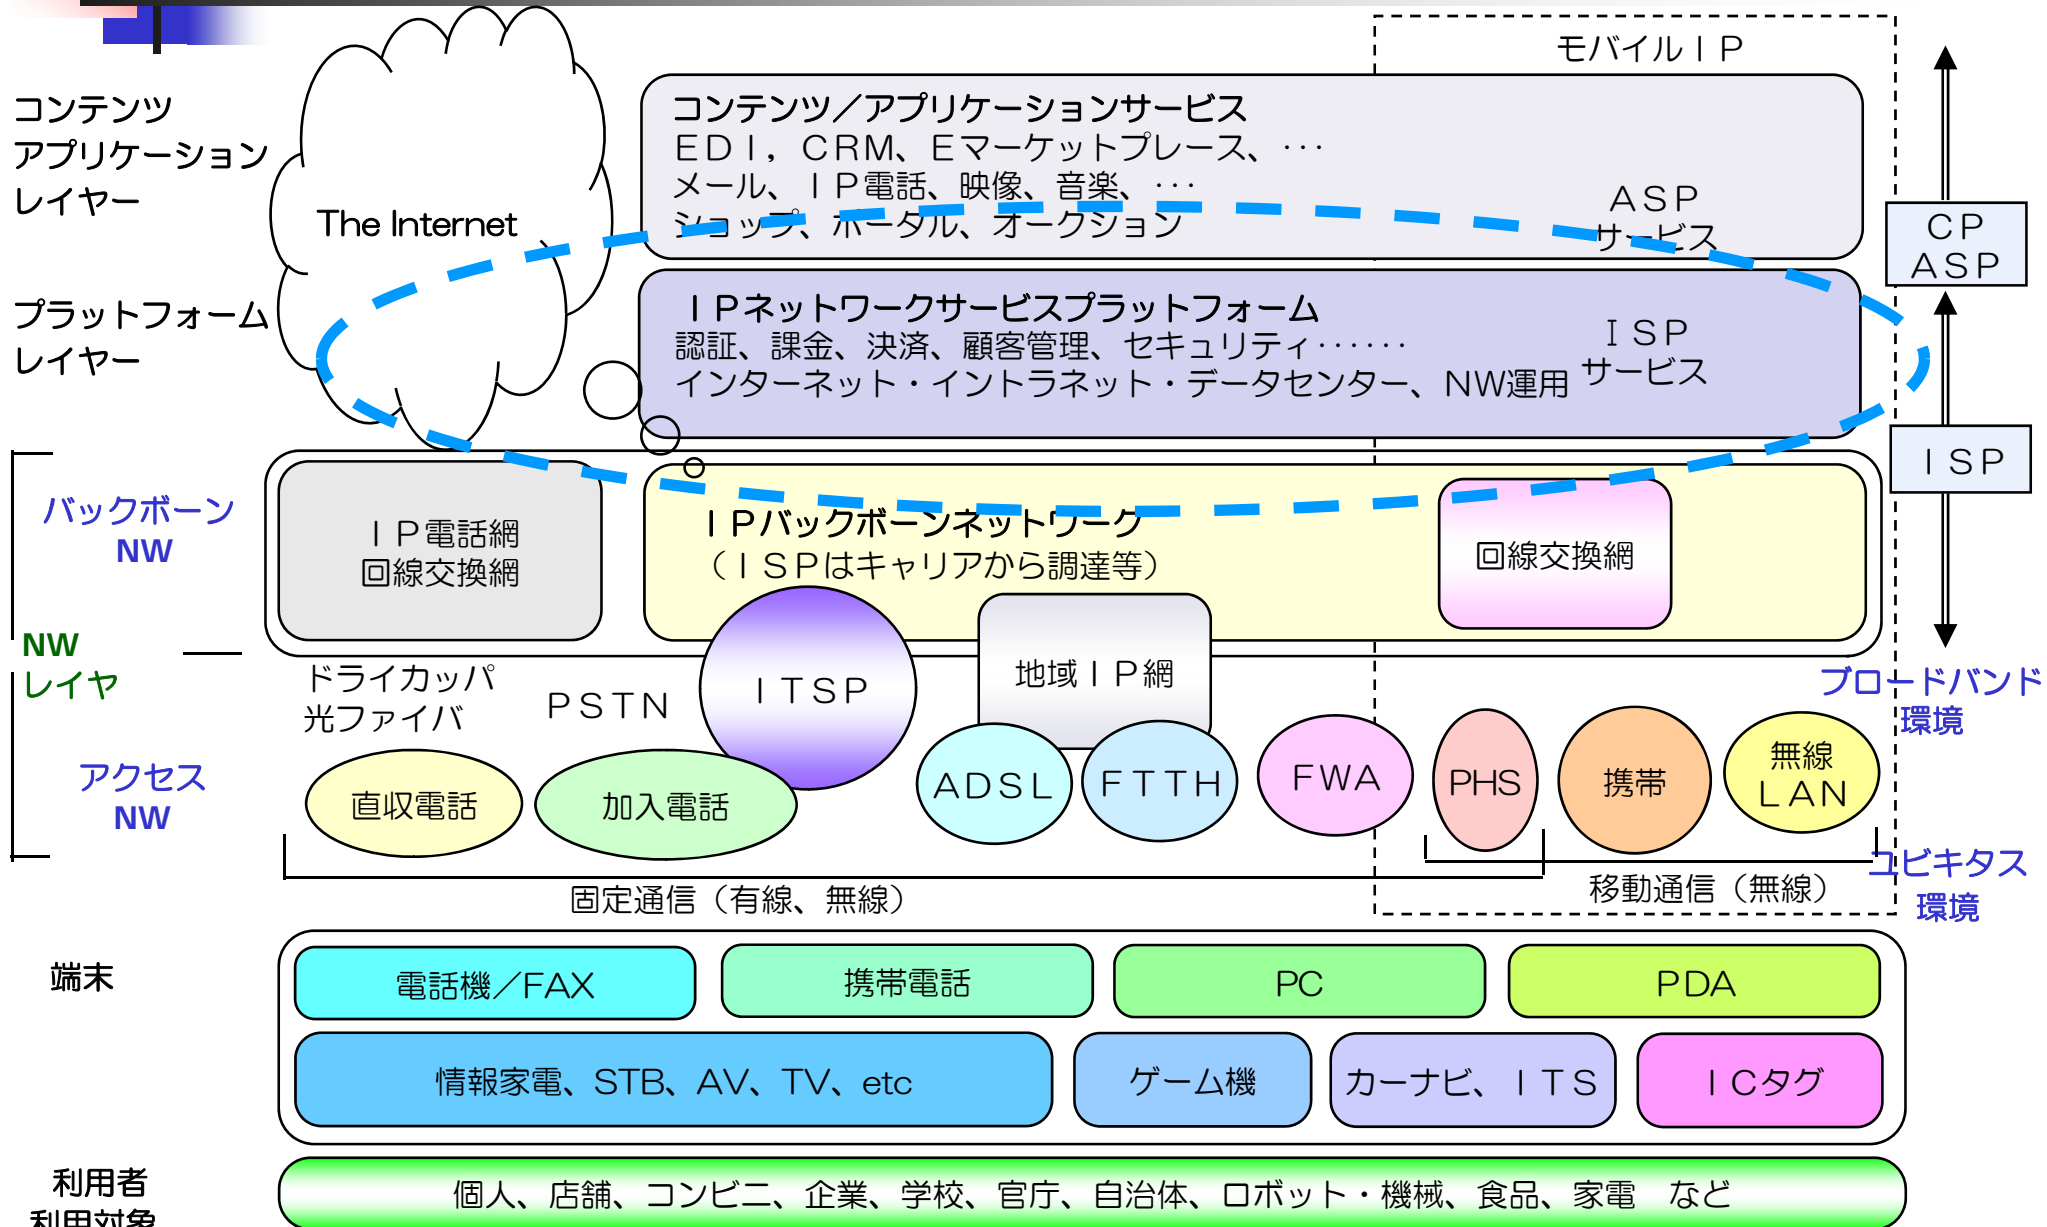 モバイルＩＰ
コンテンツ
アプリケーション
レイヤー
The Internet
コンテンツ／アプリケーションサービス
ＥＤＩ，ＣＲＭ、Ｅマーケットプレース、･･･
メール、ＩＰ電話、映像、音楽、･･･
ショップ、ポータル、オークション
ＡＳＰ
サービス
ＣＰ
ＡＳＰ
プラットフォーム
レイヤー
ＩＰネットワークサービスプラットフォーム
認証、課金、決済、顧客管理、セキュリティ･･････
インターネット・イントラネット・データセンター、NW運用
ＩＳＰ
サービス
ＩＳＰ
バックボーン
NW
ＩＰ電話網
回線交換網
ＩＰバックボーンネットワーク
（ＩＳＰはキャリアから調達等）
回線交換網
NW
レイヤ
ドライカッパ
光ファイバ
ＰＳＴＮ
ＩＴＳＰ
地域ＩＰ網
ブロードバンド
環境
アクセス
NW
直収電話
加入電話
ＡＤＳＬ
ＦＴＴＨ
ＦＷＡ
PHS
携帯
無線
ＬＡＮ
固定通信（有線、無線）
移動通信（無線）
ユビキタス
環境
端末
電話機／FAX
携帯電話
PC
PDA
情報家電、STB、AV、TV、etc
ゲーム機
カーナビ、ＩＴＳ
ＩＣタグ
利用者
利用対象
個人、店舗、コンビニ、企業、学校、官庁、自治体、ロボット・機械、食品、家電　など